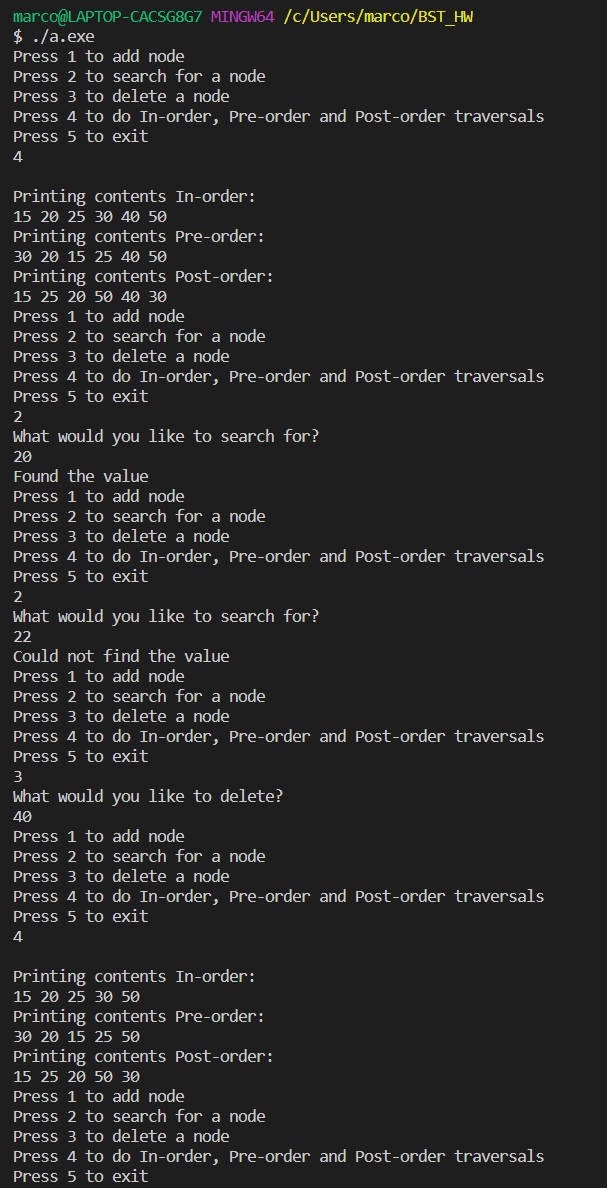 marco@LAPTOP-CACSG8G7 MINGW64 /c/Users/marco/BST_HW
$ ./a.exe
Press 1 to add node
Press 2 to search for a node
Press 3 to delete a node
Press 4 to do In-order, Pre-order and Post-order traversals
Press 5 to exit
4
Printing contents In-order:
15 20 25 30 40 50
Printing contents Pre-order:
30 20 15 25 40 50
Printing contents Post-order:
15 25 20 50 40 30
Press 1 to add node
Press 2 to search for a node
Press 3 to delete a node
Press 4 to do In-order, Pre-order and Post-order traversals
Press 5 to exit
2
What would you like to search for?
20
Found the value
Press 1 to add node
Press 2 to search for a node
Press 3 to delete a node
Press 4 to do In-order, Pre-order and Post-order traversals
Press 5 to exit
2
What would you like to search for?
22
Could not find the value
Press 1 to add node
Press 2 to search for a node
Press 3 to delete a node
Press 4 to do In-order, Pre-order and Post-order traversals
Press 5 to exit
3
What would you like to delete?
40
Press 1 to add node
Press 2 to search for a node
Press 3 to delete a node
Press 4 to do In-order, Pre-order and Post-order traversals
Press 5 to exit
4
Printing contents In-order:
15 20 25 30 50
Printing contents Pre-order:
30 20 15 25 50
Printing contents Post-order:
15 25 20 50 30
Press 1 to add node
Press 2 to search for a node
Press 3 to delete a node
Press 4 to do In-order, Pre-order and Post-order traversals
Press 5 to exit